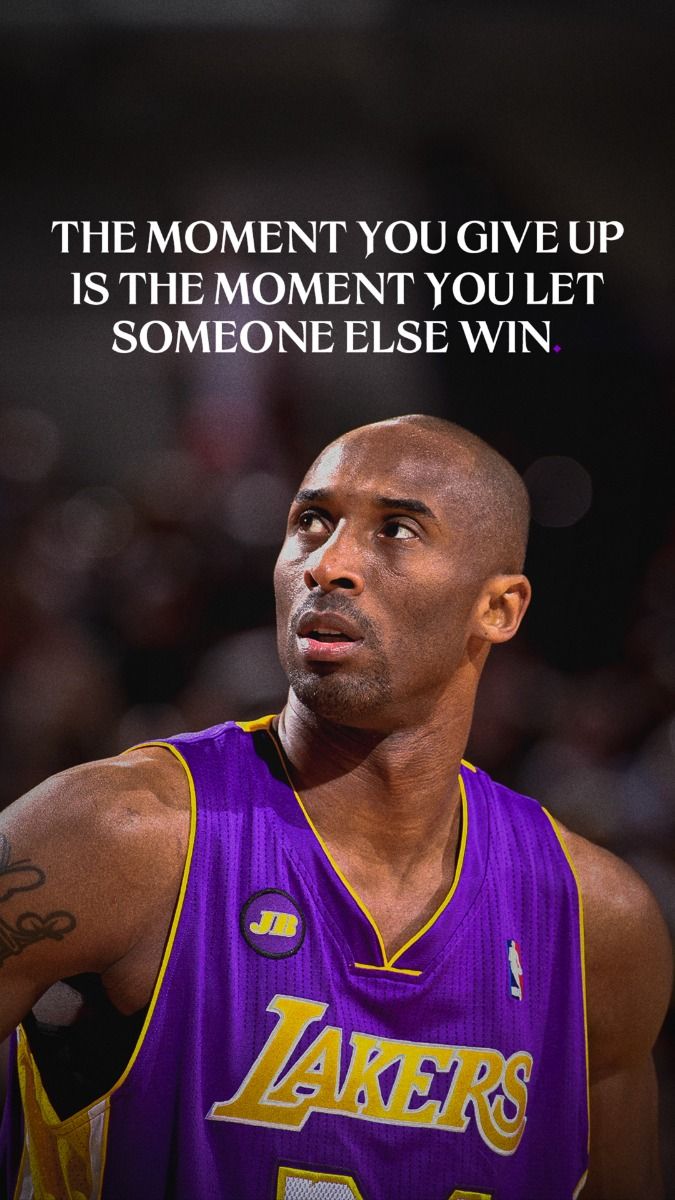 THE MOMENT YOU GIVE UP
IS THE MOMENT YOU LET
SOMEONE ELSE WIN.
JB
LAKERS